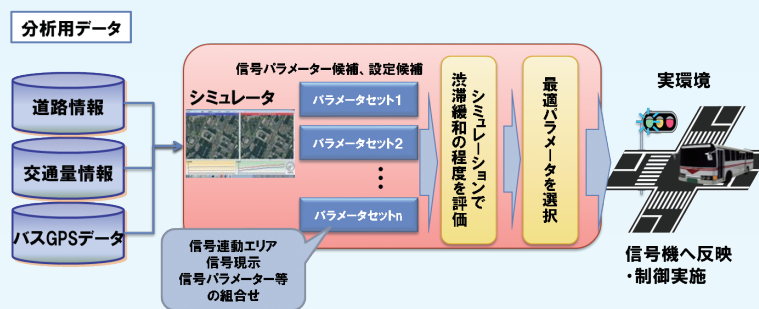 分析用データ
道路情報
交通量情報
バスGPSデータ
信号パラメーター候補、設定候補
シミュレータ
パラメータセット1
パラメータセット2
パラメータセットn
信号連動エリア
信号現示
信号パラメーター等
の組合せ
シミュレーションで
渋滞緩和の程度を評価
最適パラメータを選択
実環境
信号機へ反映
・制御実施